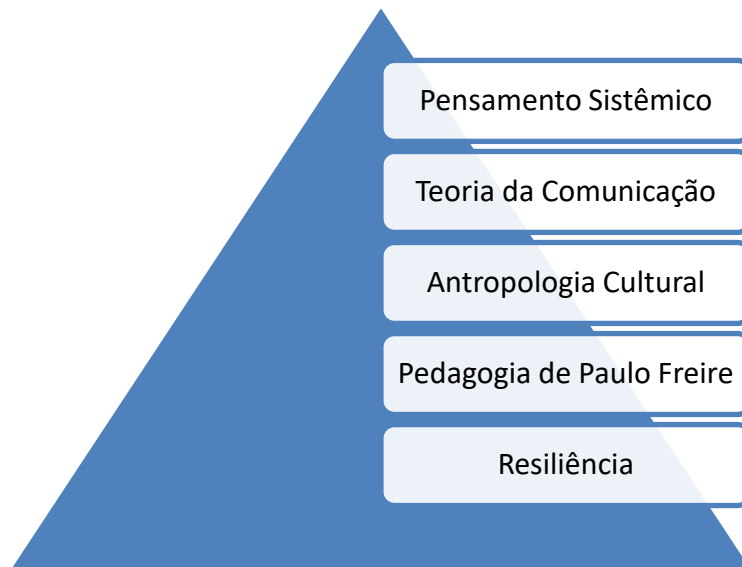 Pensamento Sistêmico
Teoria da Comunicação
Antropologia Cultural
Pedagogia de Paulo Freire
Resiliência